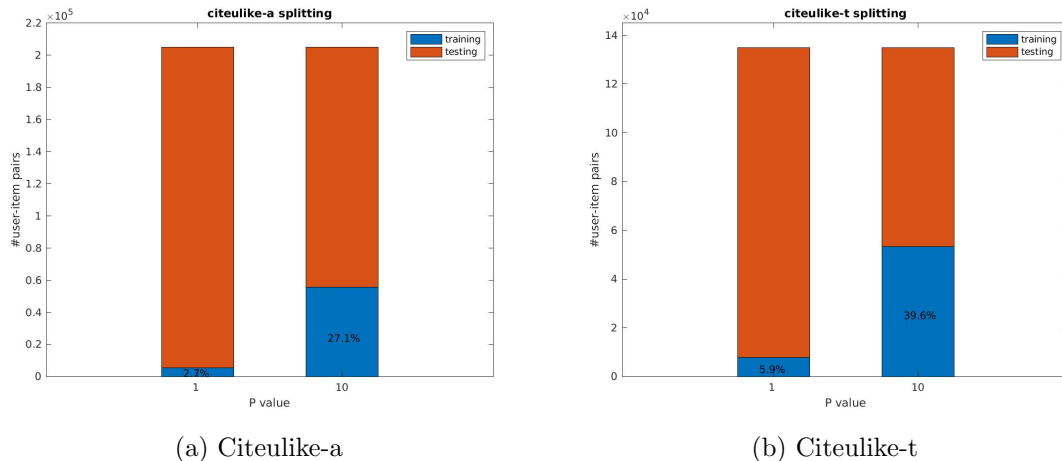 citeulike-a splitting
×10^5
training
testing
2.2
2
1.8
1.6
1.4
1.2
1
0.8
0.6
0.4
0.2
0
#user-item pairs
2.7%
27.1%
1 10
P value
(a) Citeulike-a
citeulike-t splitting
×10^4
training
testing
14
12
10
8
6
4
2
0
#user-item pairs
5.9%
39.6%
1 10
P value
(b) Citeulike-t